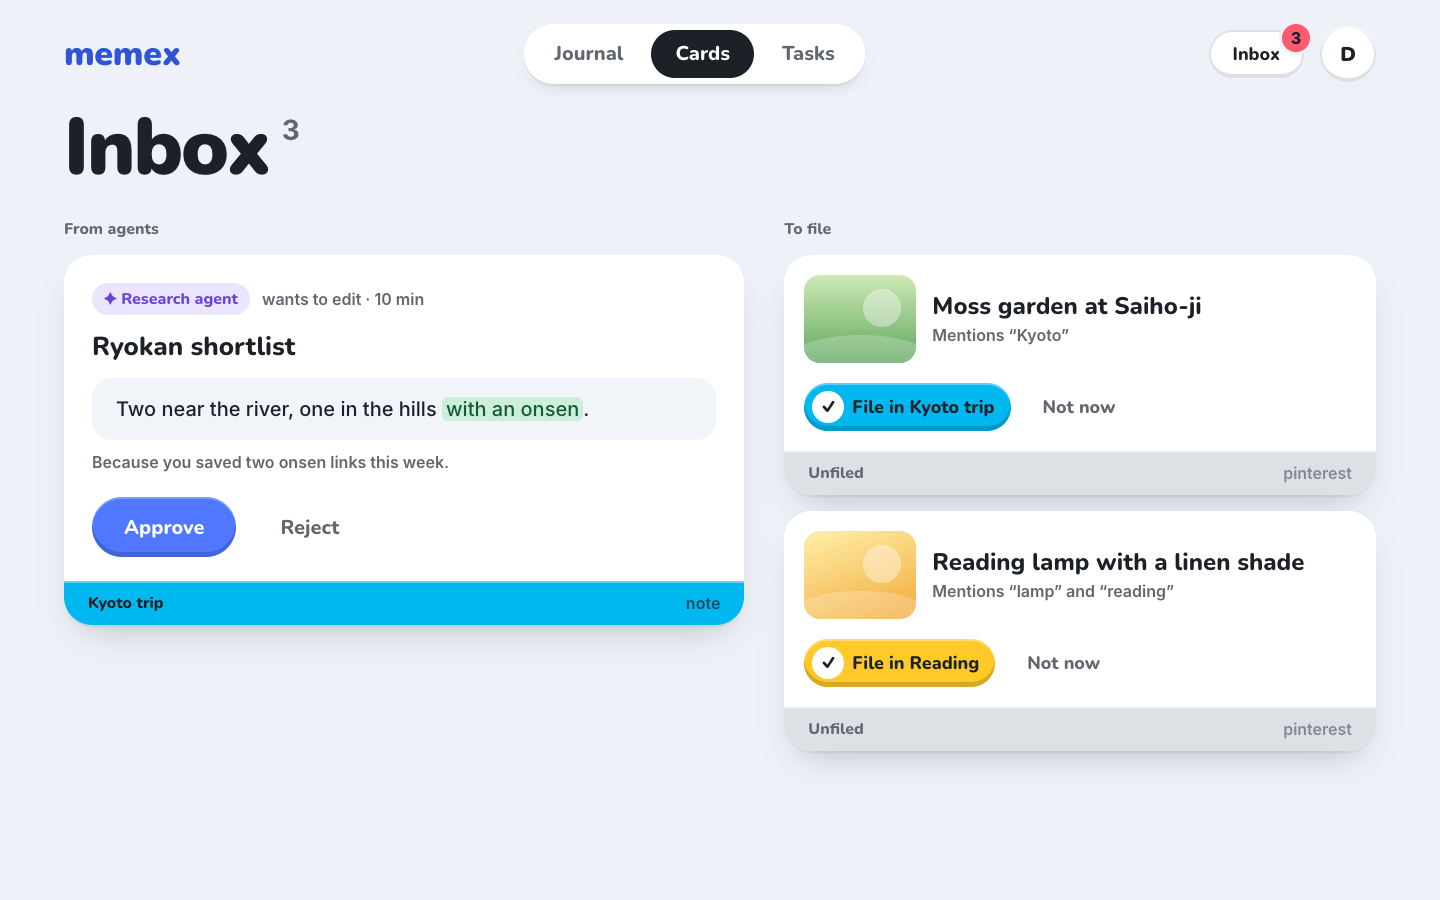 memex
Journal
Cards
Tasks
Inbox
3
D
Inbox 3
From agents
✦ Research agent wants to edit · 10 min
Ryokan shortlist
Two near the river, one in the hills with an onsen.
Because you saved two onsen links this week.
Approve
Reject
Kyoto trip
note
To file
Moss garden at Saiho-ji
Mentions “Kyoto”
File in Kyoto trip
Not now
Unfiled
pinterest
Reading lamp with a linen shade
Mentions “lamp” and “reading”
File in Reading
Not now
Unfiled
pinterest